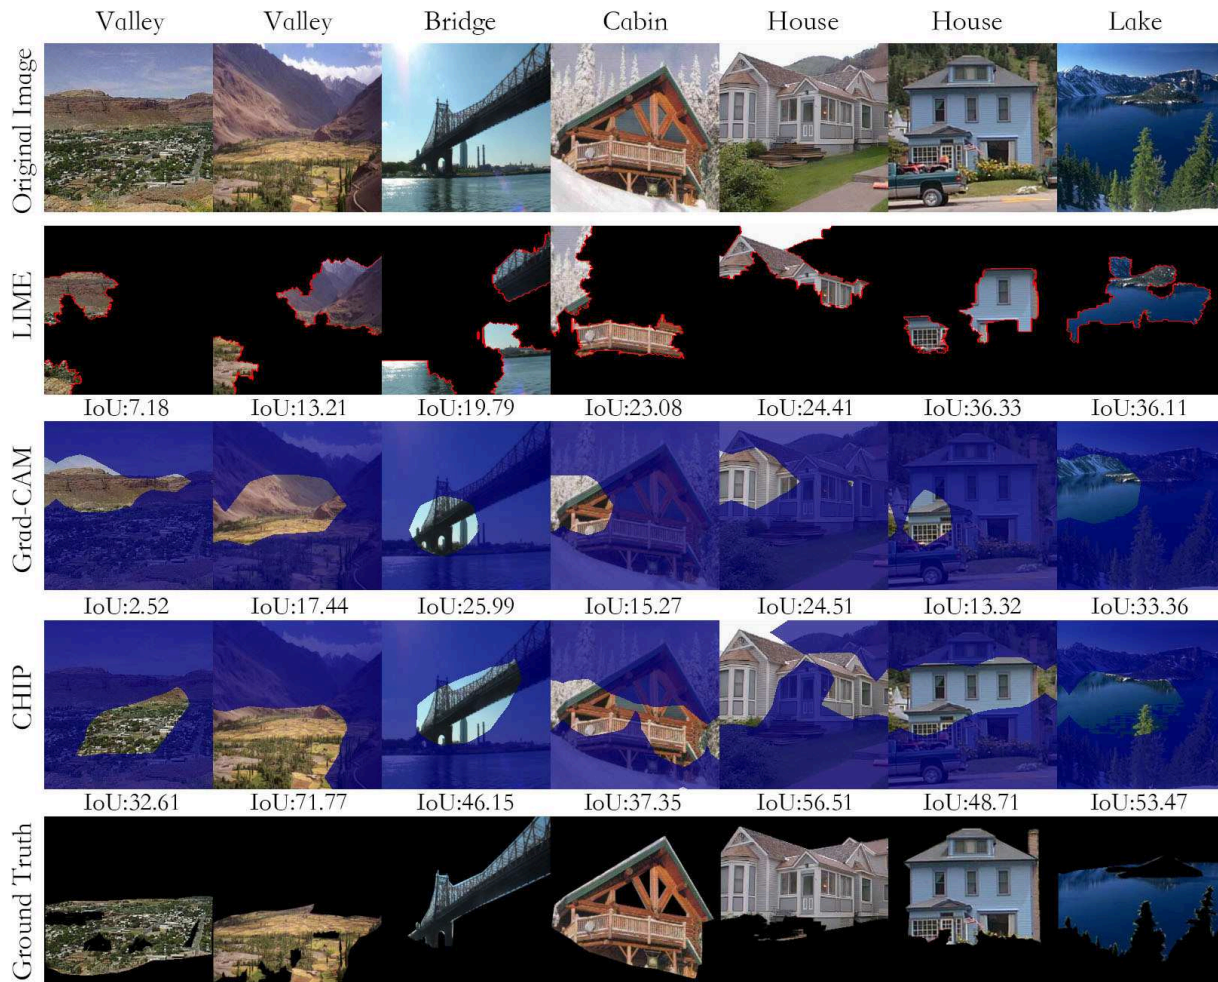 Valley Valley Bridge Cabin House House Lake
Original Image
LIME
IoU:7.18 IoU:13.21 IoU:19.79 IoU:23.08 IoU:24.41 IoU:36.33 IoU:36.11
Grad-CAM
IoU:2.52 IoU:17.44 IoU:25.99 IoU:15.27 IoU:24.51 IoU:13.32 IoU:33.36
CHIP
IoU:32.61 IoU:71.77 IoU:46.15 IoU:37.35 IoU:56.51 IoU:48.71 IoU:53.47
Ground Truth